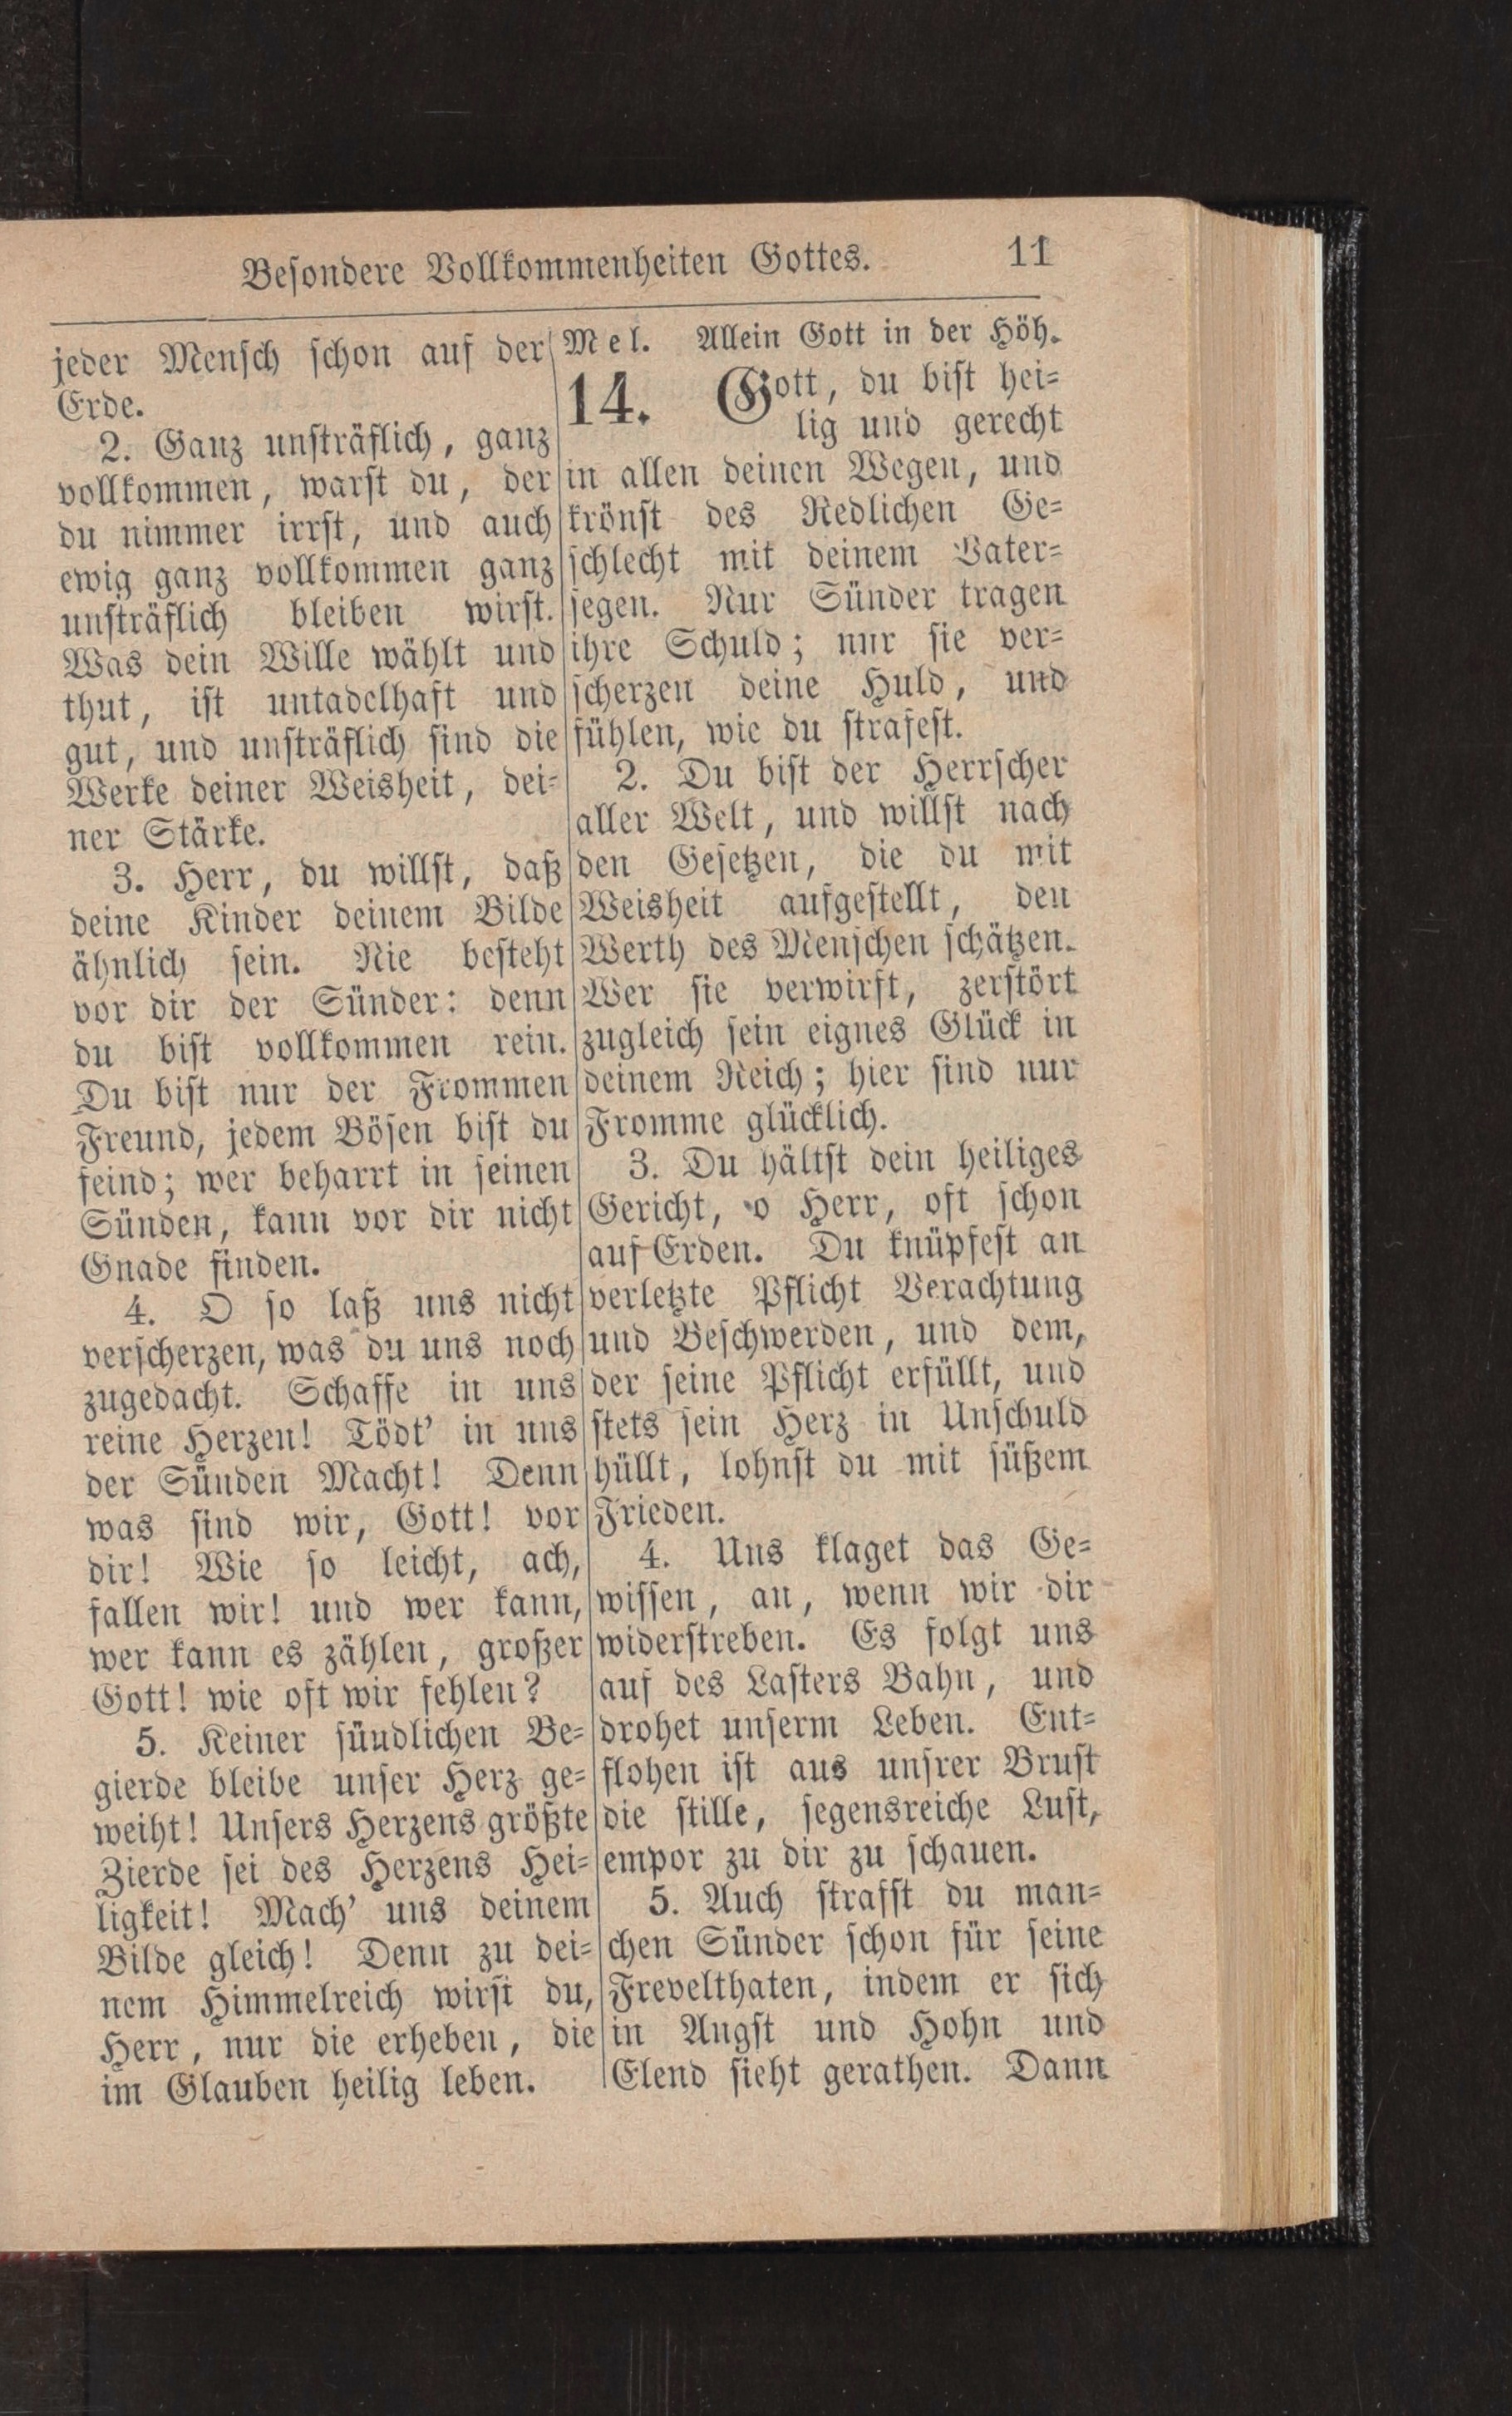 Besondere Vollkommenheiten Gottes. 11
jeder Mensch schon auf der
Erde.
2. Ganz unsträflich, ganz
vollkommen, warst du, der
du nimmer irrst, und auch
ewig ganz vollkommen ganz
unsträflich bleiben wirst.
Was dein Wille wählt und
thut, ist untadelhaft und
gut, und unsträflich sind die
Werke deiner Weisheit, dei-
ner Stärke.
3. Herr, du willst, daß
deine Kinder deinem Bilde
ähnlich sein. Nie besteht
vor dir der Sünder: denn
du bist vollkommen rein.
Du bist nur der Frommen
Freund, jedem Bösen bist du
feind; wer beharrt in seinen
Sünden, kann vor dir nicht
Gnade finden.
4. O so laß uns nicht
verscherzen, was du uns noch
zugedacht. Schaffe in uns
reine Herzen! Tödt' in uns
der Sünden Macht! Denn
was sind wir, Gott! vor
dir! Wie so leicht, ach,
fallen wir! und wer kann,
wer kann es zählen, großer
Gott! wie oft wir fehlen?
5. Keiner sündlichen Be-
gierde bleibe unser Herz ge-
weiht! Unsers Herzens größte
Zierde sei des Herzens Hei-
ligkeit! Mach' uns deinem
Bilde gleich! Denn zu dei-
nem Himmelreich wirst du,
Herr, nur die erheben, die
im Glauben heilig leben.
Mel. Allein Gott in der Höh.
14. Gott, du bist hei-
lig und gerecht
in allen deinen Wegen, und
krönst des Redlichen Ge-
schlecht mit deinem Vater-
segen. Nur Sünder tragen
ihre Schuld; nur sie ver-
scherzen deine Huld, und
fühlen, wie du strafest.
2. Du bist der Herrscher
aller Welt, und willst nach
den Gesetzen, die du mit
Weisheit aufgestellt, den
Werth des Menschen schätzen.
Wer sie verwirft, zerstört
zugleich sein eignes Glück in
deinem Reich; hier sind nur
Fromme glücklich.
3. Du hältst dein heiliges
Gericht, o Herr, oft schon
auf Erden. Du knüpfest an
verletzte Pflicht Verachtung
und Beschwerden, und dem,
der seine Pflicht erfüllt, und
stets sein Herz in Unschuld
hüllt, lohnst du mit süßem
Frieden.
4. Uns klaget das Ge-
wissen, an, wenn wir dir
widerstreben. Es folgt uns
auf des Lasters Bahn, und
drohet unserm Leben. Ent-
flohen ist aus unsrer Brust
die stille, segensreiche Lust,
empor zu dir zu schauen.
5. Auch strafst du man-
chen Sünder schon für seine
Frevelthaten, indem er sich
in Angst und Hohn und
Elend sieht gerathen. Dann